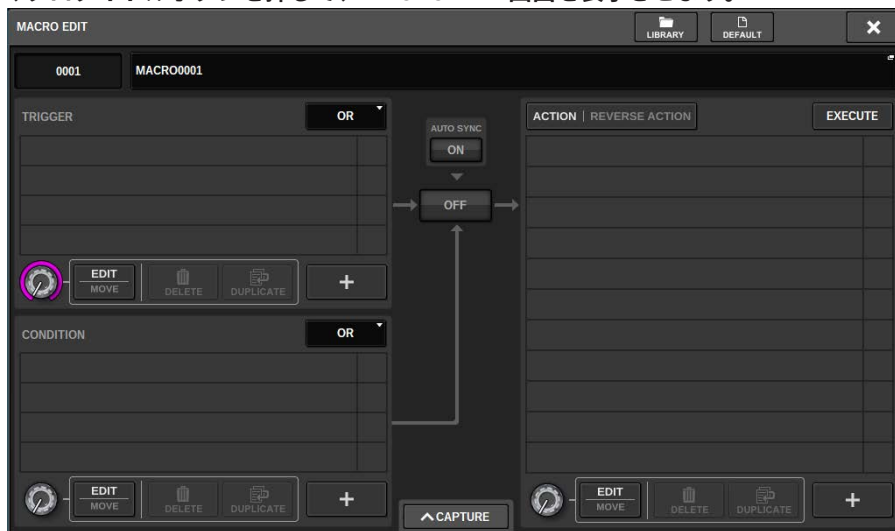 MACRO EDIT
LIBRARY
DEFAULT
0001
MACRO0001
TRIGGER
OR
AUTO SYNC
ON
OFF
ACTION | REVERSE ACTION
EXECUTE
EDIT
MOVE
DELETE
DUPLICATE
+
CONDITION
OR
EDIT
MOVE
DELETE
DUPLICATE
+
CAPTURE
EDIT
MOVE
DELETE
DUPLICATE
+